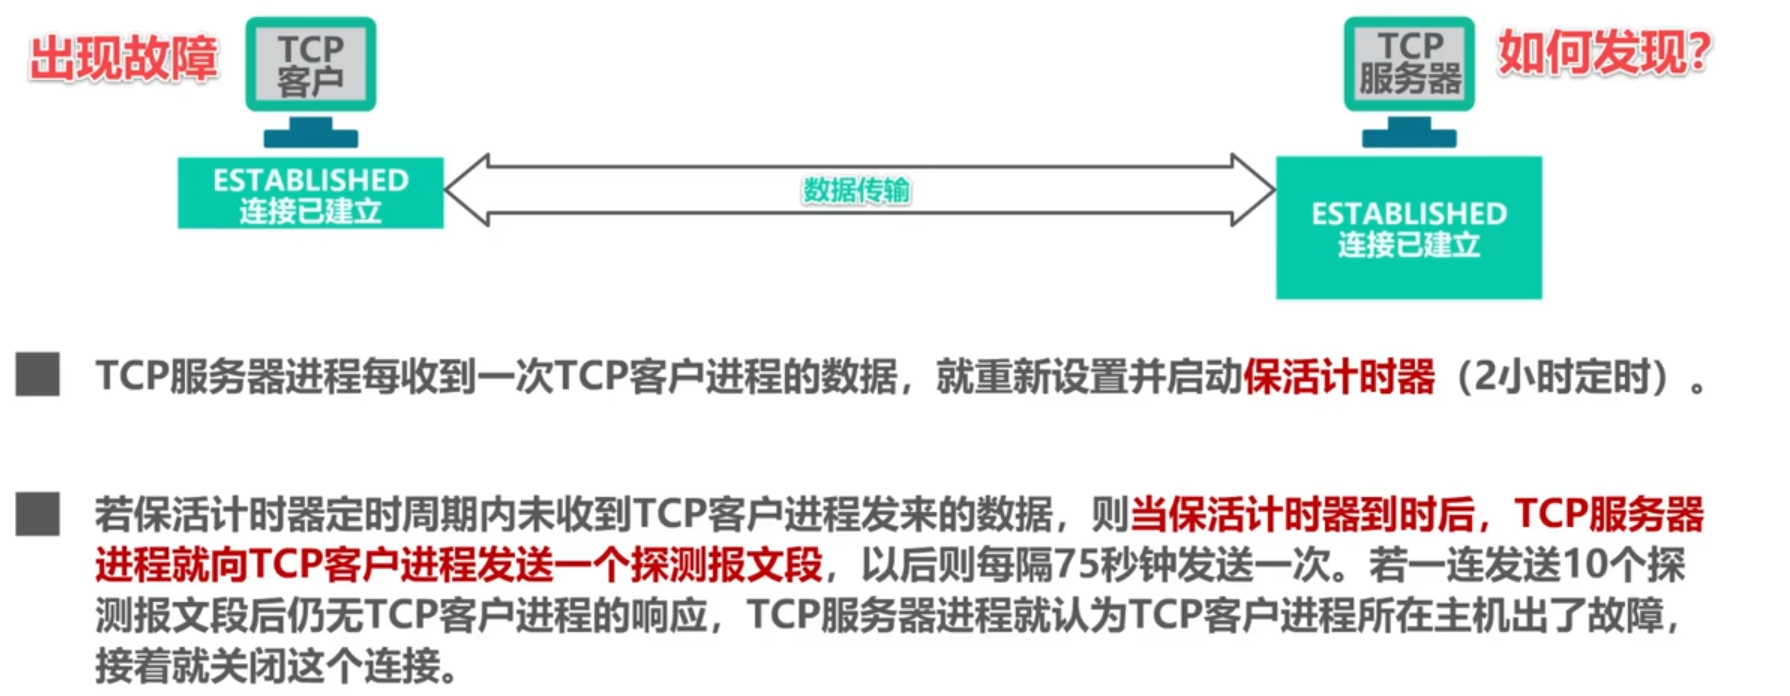 出现故障
TCP
客户
TCP
服务器
如何发现？
ESTABLISHED
连接已建立
数据传输
ESTABLISHED
连接已建立
TCP服务器进程每收到一次TCP客户进程的数据，就重新设置并启动保活计时器（2小时定时）。
若保活计时器定时周期内未收到TCP客户进程发来的数据，则当保活计时器到时后，TCP服务器
进程就向TCP客户进程发送一个探测报文段，以后则每隔75秒钟发送一次。若一连发送10个探
测报文段后仍无TCP客户进程的响应，TCP服务器进程就认为TCP客户进程所在主机出了故障，
接着就关闭这个连接。